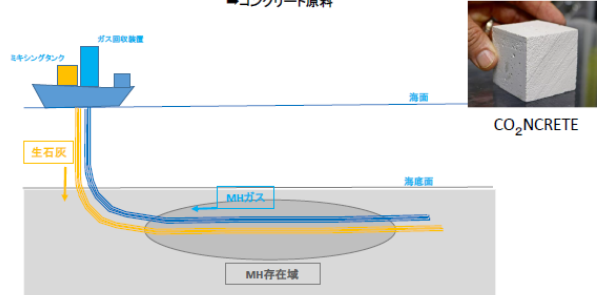 ➡コンクリート原料
ガス回収装置
ミキシングタンク
海面
CO₂NCRETE
生石灰
海底面
MHガス
MH存在域